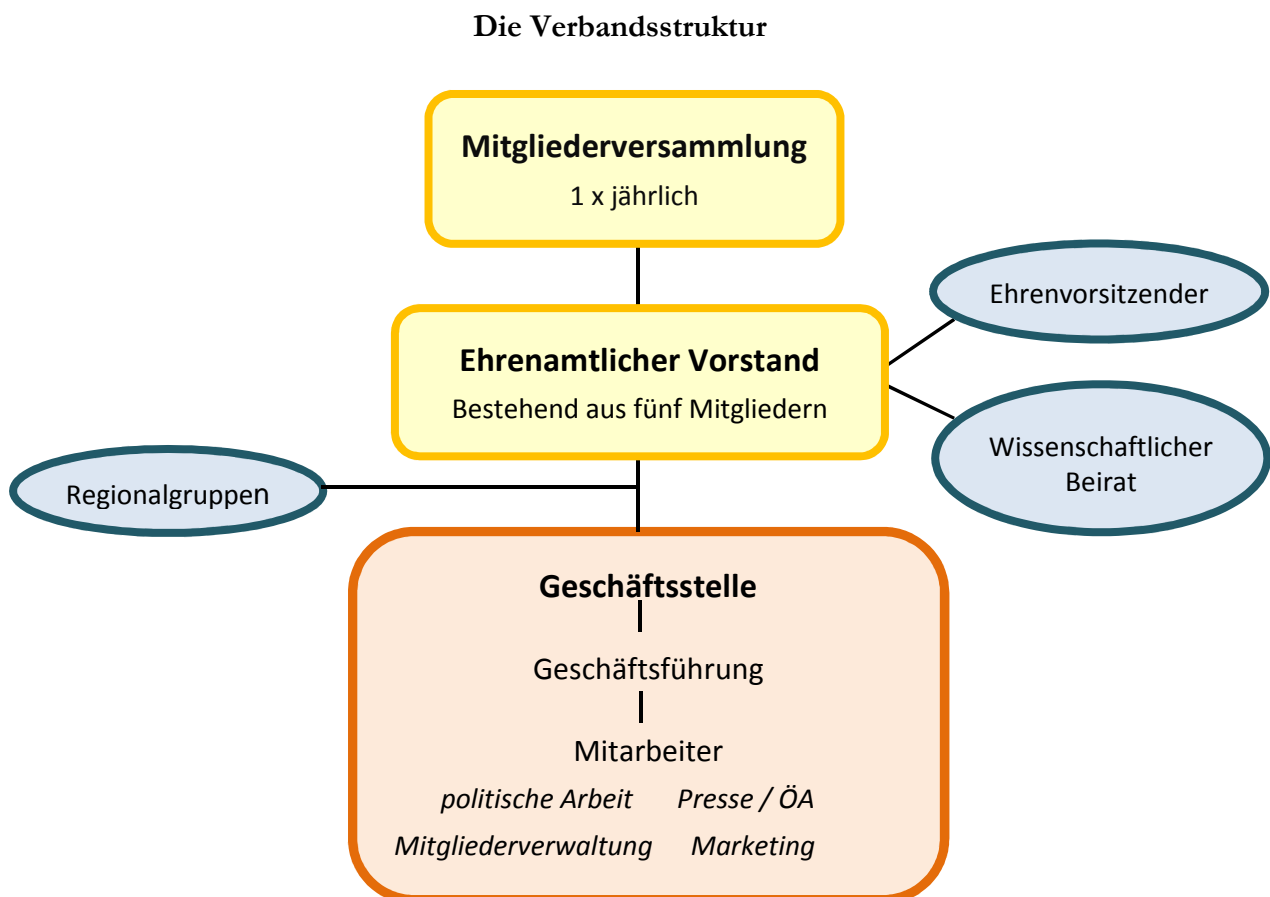 Die Verbandsstruktur
Mitgliederversammlung
1 x jährlich
Ehrenvorsitzender
Ehrenamtlicher Vorstand
Bestehend aus fünf Mitgliedern
Wissenschaftlicher
Beirat
Regionalgruppen
Geschäftsstelle
Geschäftsführung
Mitarbeiter
politische Arbeit Presse / ÖA
Mitgliederverwaltung Marketing